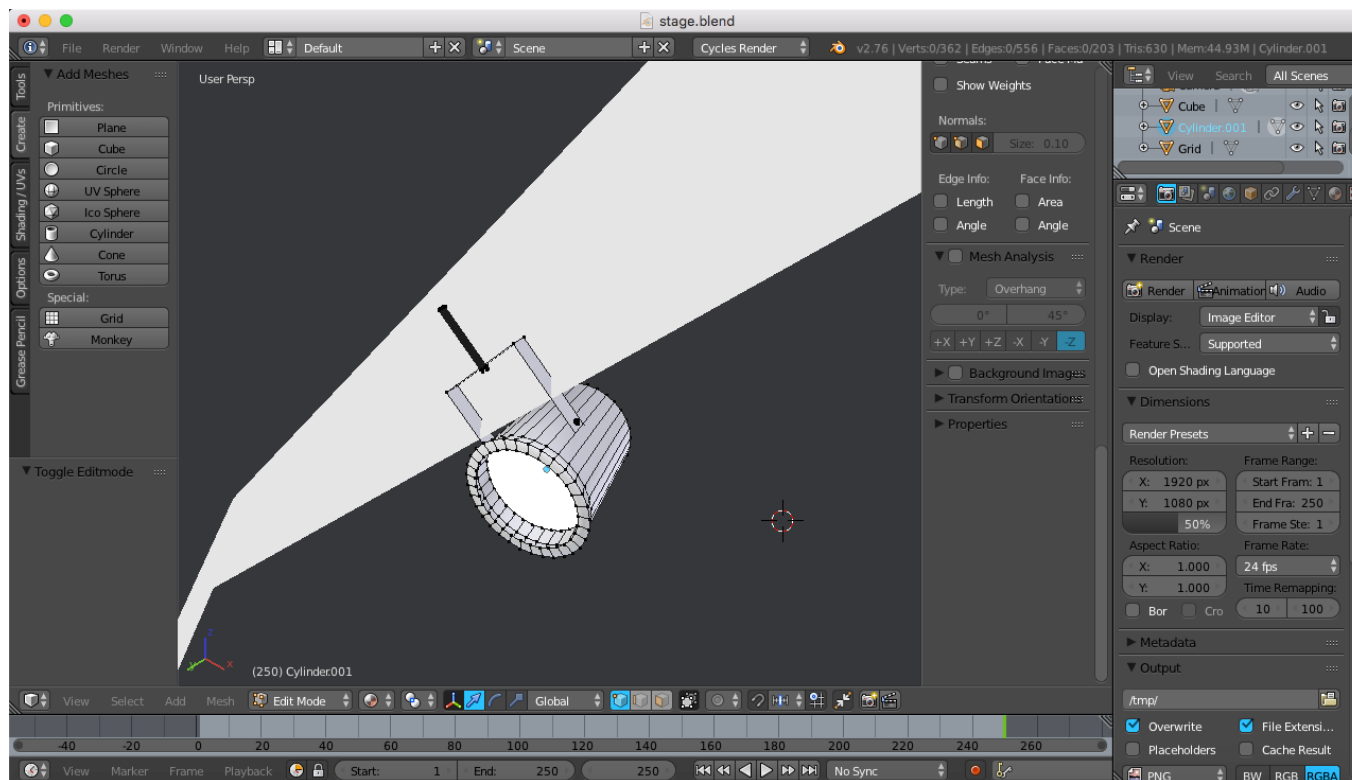 stage.blend
File Render Window Help Default Scene Cycles Render v2.76 | Verts:0/362 | Edges:0/556 | Faces:0/203 | Tris:630 | Mem:44.93M | Cylinder.001
Tools
Create
Shading / UVs
Options
Grease Pencil
Add Meshes
Primitives:
Plane
Cube
Circle
UV Sphere
Ico Sphere
Cylinder
Cone
Torus
Special:
Grid
Monkey
Toggle Editmode
User Persp
z
x
(250) Cylinder.001
Show Weights
Normals:
Size: 0.10
Edge Info: Face Info:
Length Area
Angle Angle
Mesh Analysis
Type: Overhang
0° 45°
+X +Y +Z -X -Y -Z
Background Images
Transform Orientations
Properties
View Search All Scenes
Cube
Cylinder.001
Grid
Scene
Render
Render Animation Audio
Display: Image Editor
Feature S... Supported
Open Shading Language
Dimensions
Render Presets
Resolution: Frame Range:
X: 1920 px Start Fram: 1
Y: 1080 px End Fra: 250
50% Frame Ste: 1
Aspect Ratio: Frame Rate:
X: 1.000 24 fps
Y: 1.000 Time Remapping:
Bor Cro 10 100
Metadata
Output
/tmp/
Overwrite File Extensi...
Placeholders Cache Result
PNG BW RGB RGBA
View Select Add Mesh Edit Mode Global
-40 -20 0 20 40 60 80 100 120 140 160 180 200 220 240 260
View Marker Frame Playback Start: 1 End: 250 250 No Sync